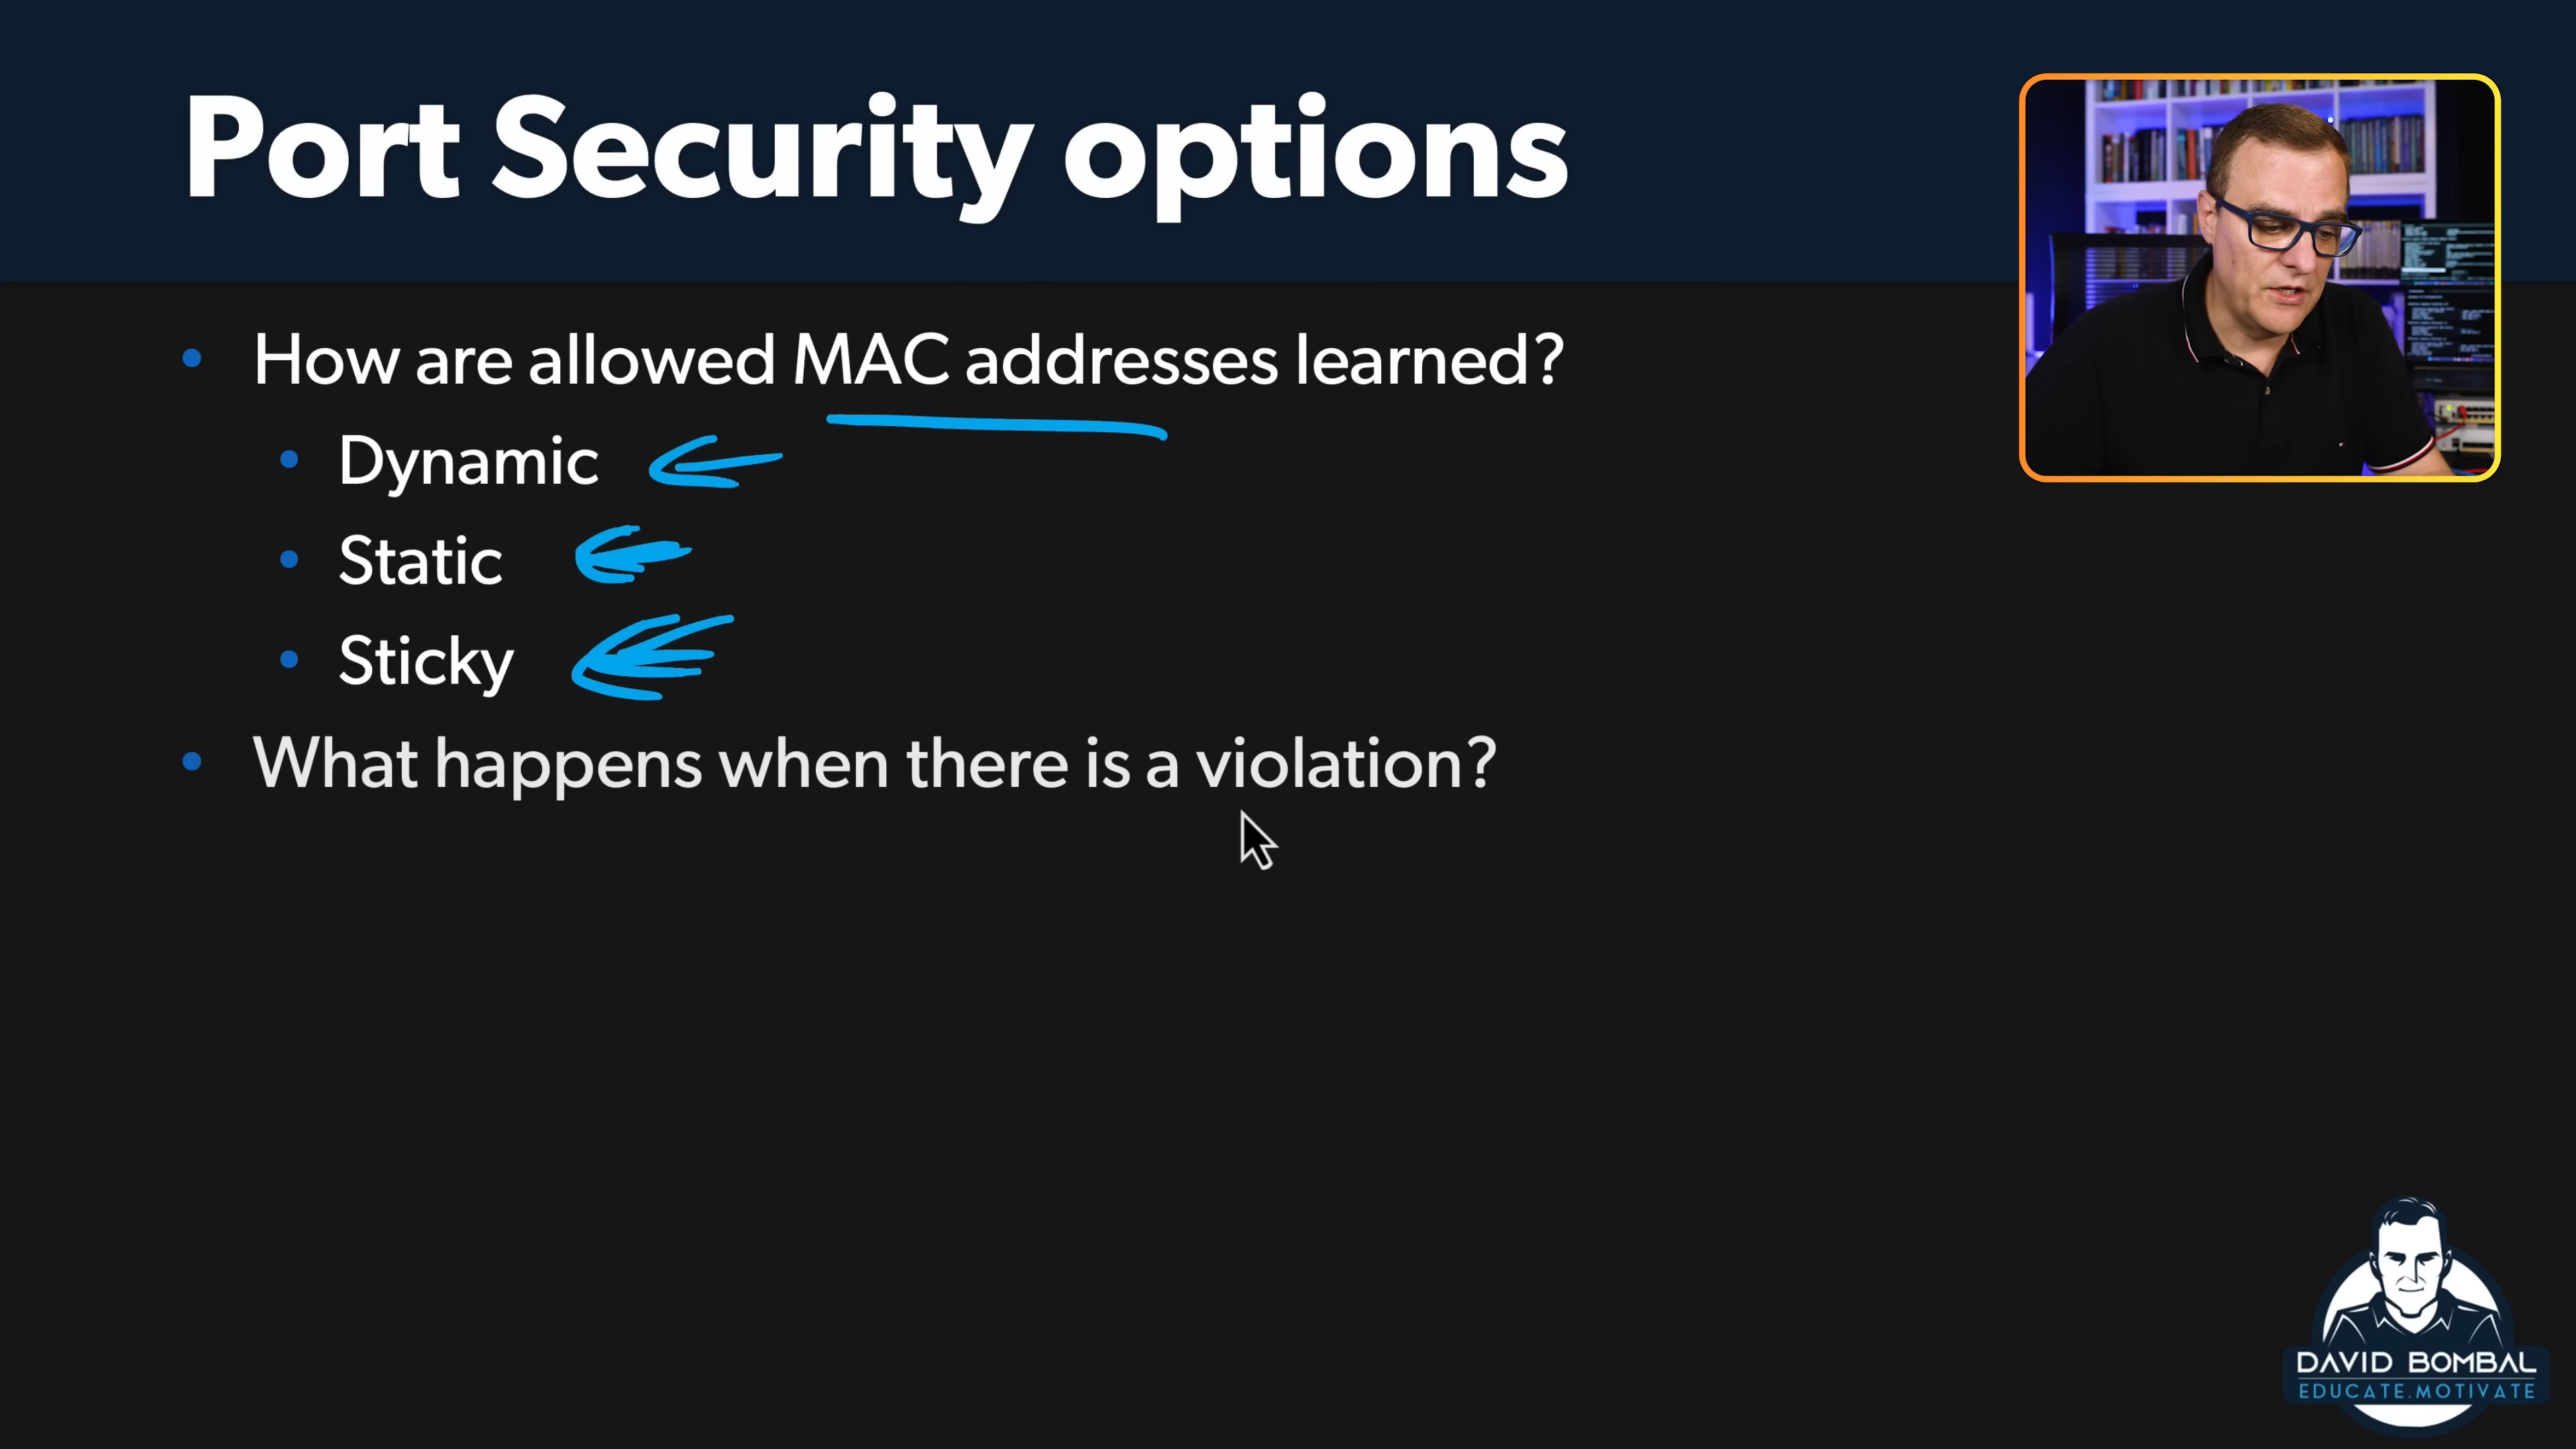 Port Security options
How are allowed MAC addresses learned?
Dynamic
Static
Sticky
What happens when there is a violation?
DAVID BOMBAL
EDUCATE.MOTIVATE